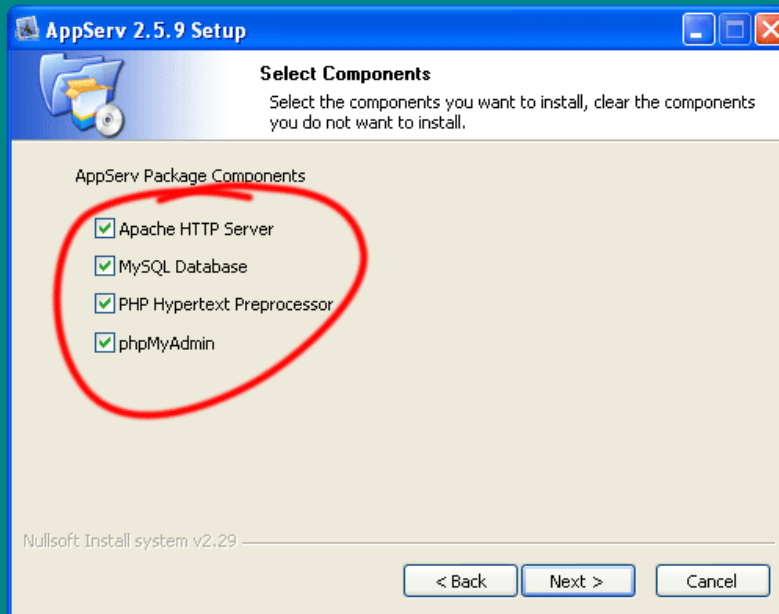 AppServ 2.5.9 Setup
Select Components
Select the components you want to install, clear the components
you do not want to install.
AppServ Package Components
Apache HTTP Server
MySQL Database
PHP Hypertext Preprocessor
phpMyAdmin
Nullsoft Install system v2.29
< Back Next > Cancel